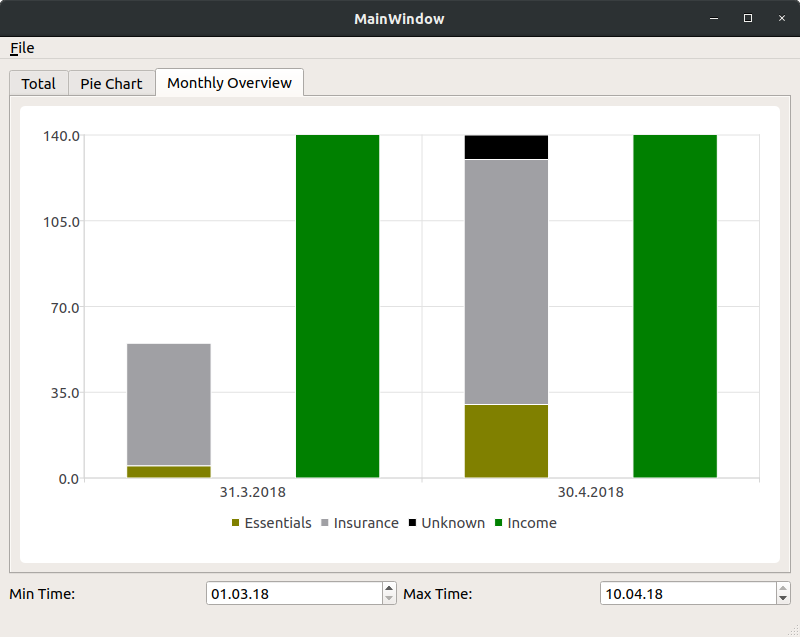 MainWindow
File
Total Pie Chart Monthly Overview
140.0
105.0
70.0
35.0
0.0
31.3.2018 30.4.2018
Essentials Insurance Unknown Income
Min Time: 01.03.18 Max Time: 10.04.18